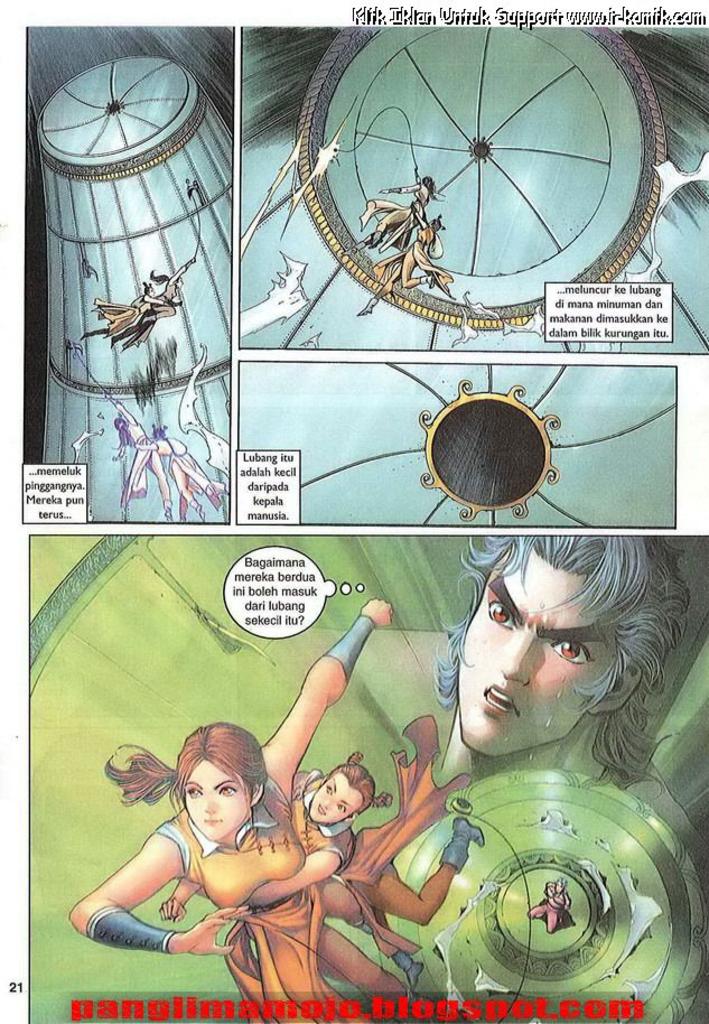 Klik Iklan Untuk Support www.ir-komik.com
...memeluk
pinggangnya.
Mereka pun
terus...
...meluncur ke lubang
di mana minuman dan
makanan dimasukkan ke
dalam bilik kurungan itu.
Lubang itu
adalah kecil
daripada
kepala
manusia.
Bagaimana
mereka berdua
ini boleh masuk
dari lubang
sekecil itu?
21
panglimamojo.blogspot.com